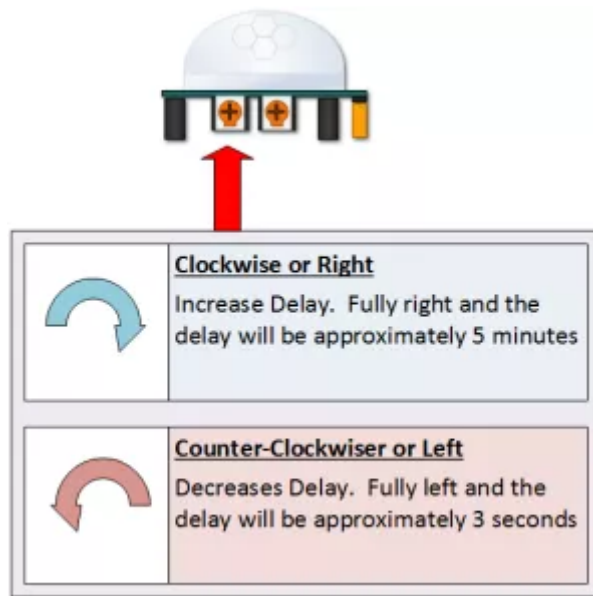 Clockwise or Right
Increase Delay.  Fully right and the
delay will be approximately 5 minutes
Counter-Clockwiser or Left
Decreases Delay.  Fully left and the
delay will be approximately 3 seconds